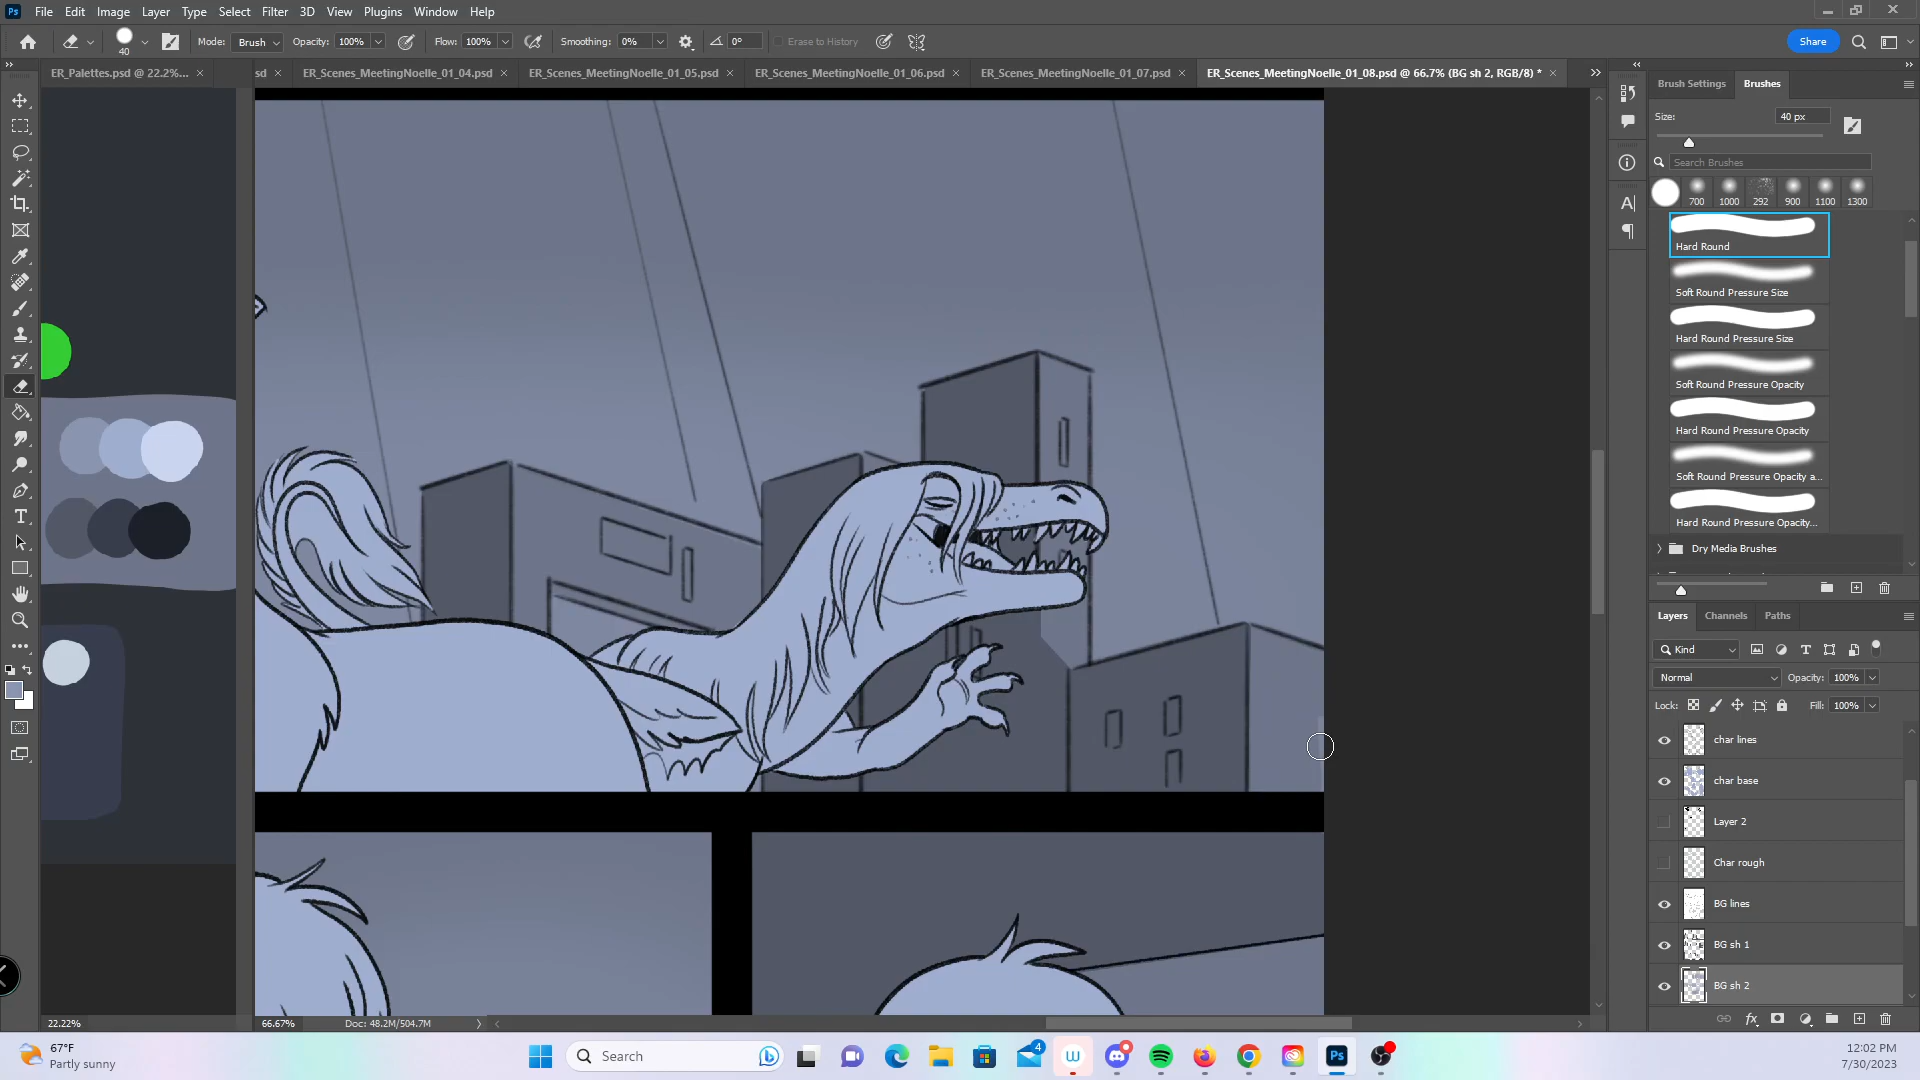 Ps File Edit Image Layer Type Select Filter 3D View Plugins Window Help
40 Mode: Brush Opacity: 100% Flow: 100% Smoothing: 0% 0° Erase to History Share
ER_Palettes.psd @ 22.2%... × sd × ER_Scenes_MeetingNoelle_01_04.psd × ER_Scenes_MeetingNoelle_01_05.psd × ER_Scenes_MeetingNoelle_01_06.psd × ER_Scenes_MeetingNoelle_01_07.psd × ER_Scenes_MeetingNoelle_01_08.psd @ 66.7% (BG sh 2, RGB/8) * ×
Brush Settings Brushes
Size: 40 px
Search Brushes
700 1000 292 900 1100 1300
Hard Round
Soft Round Pressure Size
Hard Round Pressure Size
Soft Round Pressure Opacity
Hard Round Pressure Opacity
Soft Round Pressure Opacity a...
Hard Round Pressure Opacity...
Dry Media Brushes
Layers Channels Paths
Kind
Normal Opacity: 100%
Lock: Fill: 100%
char lines
char base
Layer 2
Char rough
BG lines
BG sh 1
BG sh 2
22.22% 66.67% Doc: 48.2M/504.7M
67°F
Partly sunny
Search
4
Ps
12:02 PM
7/30/2023